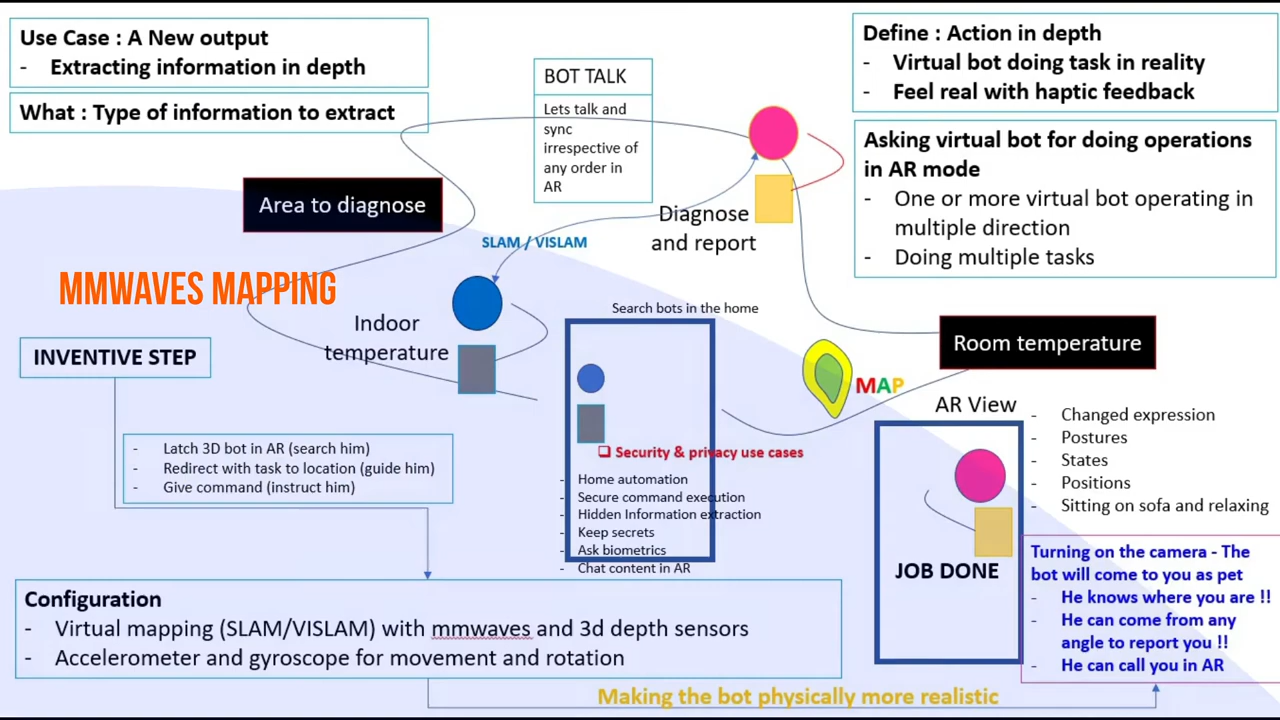 Use Case : A New output
- Extracting information in depth
What : Type of information to extract
BOT TALK
Lets talk and
sync
irrespective of
any order in
AR
Define : Action in depth
- Virtual bot doing task in reality
- Feel real with haptic feedback
Asking virtual bot for doing operations
in AR mode
- One or more virtual bot operating in
multiple direction
- Doing multiple tasks
Area to diagnose
Diagnose
and report
SLAM / VISLAM
MMWAVES MAPPING
Indoor
temperature
Search bots in the home
Room temperature
INVENTIVE STEP
MAP
AR View
- Changed expression
- Postures
- States
- Positions
- Sitting on sofa and relaxing
- Latch 3D bot in AR (search him)
- Redirect with task to location (guide him)
- Give command (instruct him)
❑ Security & privacy use cases
- Home automation
- Secure command execution
- Hidden Information extraction
- Keep secrets
- Ask biometrics
- Chat content in AR
JOB DONE
Turning on the camera - The
bot will come to you as pet
- He knows where you are !!
- He can come from any
angle to report you !!
- He can call you in AR
Configuration
- Virtual mapping (SLAM/VISLAM) with mmwaves and 3d depth sensors
- Accelerometer and gyroscope for movement and rotation
Making the bot physically more realistic